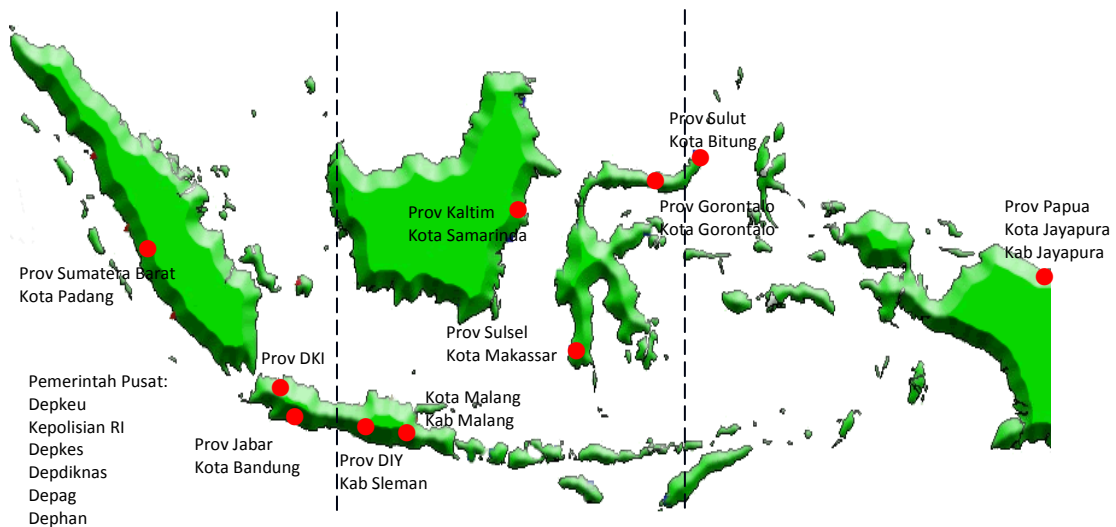 Prov Sulut
Kota Bitung
Prov Kaltim
Kota Samarinda
Prov Gorontalo
Kota Gorontalo
Prov Papua
Kota Jayapura
Kab Jayapura
Prov Sumatera Barat
Kota Padang
Prov Sulsel
Kota Makassar
Prov DKI
Pemerintah Pusat:
Depkeu
Kepolisian RI
Depkes
Depdiknas
Depag
Dephan
Kota Malang
Kab Malang
Prov Jabar
Kota Bandung
Prov DIY
Kab Sleman